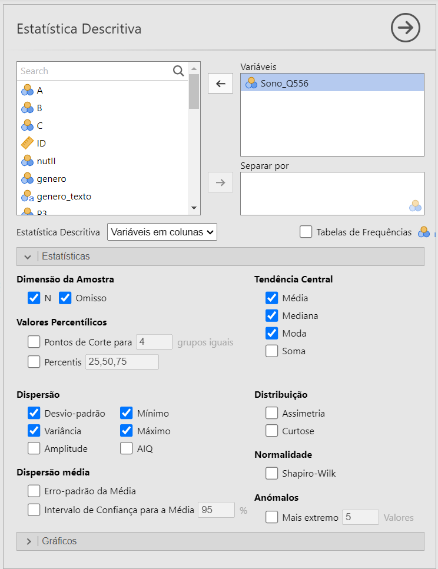 Estatística Descritiva
Search
A
B
C
ID
nutil
genero
genero_texto
P3
Variáveis
Sono_Q556
Separar por
Estatística Descritiva Variáveis em colunas
Tabelas de Frequências
Estatísticas
Dimensão da Amostra
N Omisso
Valores Percentílicos
Pontos de Corte para 4 grupos iguais
Percentis 25,50,75
Tendência Central
Média
Mediana
Moda
Soma
Dispersão
Desvio-padrão Mínimo
Variância Máximo
Amplitude AIQ
Dispersão média
Erro-padrão da Média
Intervalo de Confiança para a Média 95 %
Distribuição
Assimetria
Curtose
Normalidade
Shapiro-Wilk
Anómalos
Mais extremo 5 Valores
Gráficos